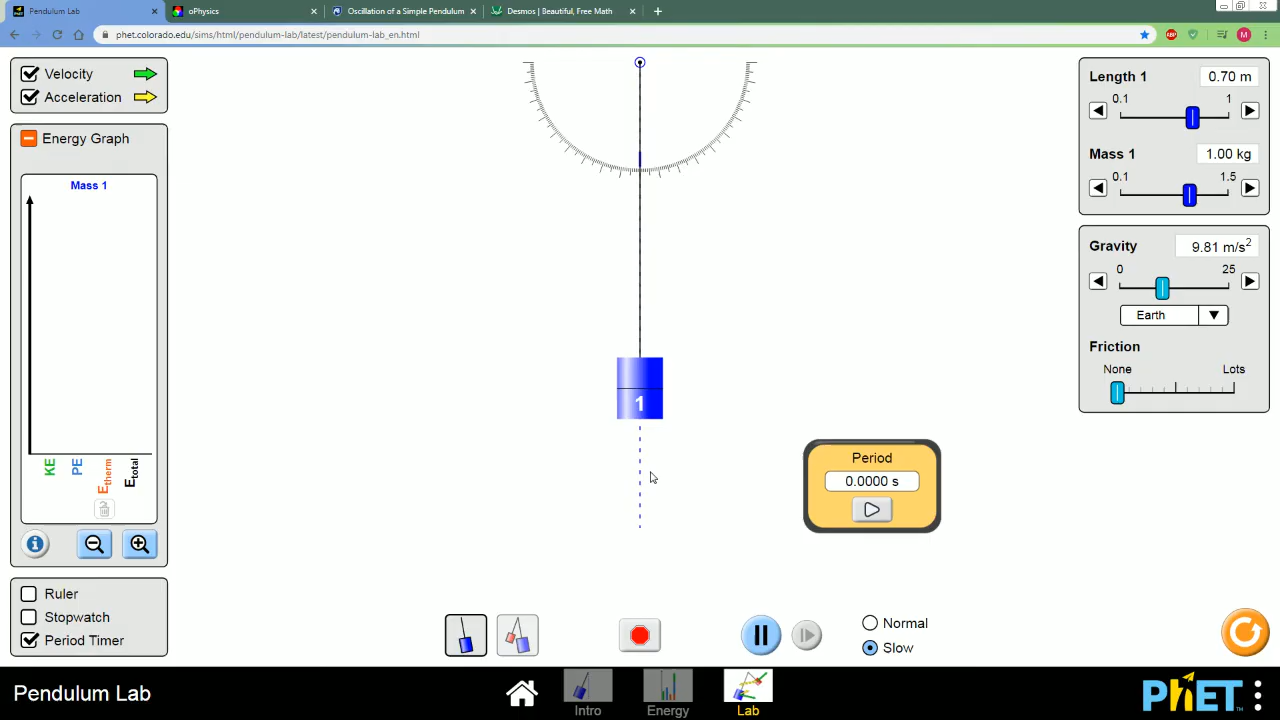 Pendulum Lab
oPhysics
Oscillation of a Simple Pendulum
Desmos | Beautiful, Free Math
phet.colorado.edu/sims/html/pendulum-lab/latest/pendulum-lab_en.html
ABP
M
Velocity
Acceleration
Energy Graph
Mass 1
KE
PE
Etherm
Etotal
Ruler
Stopwatch
Period Timer
1
Period
0.0000 s
Normal
Slow
Length 1
0.70 m
0.1
1
Mass 1
1.00 kg
0.1
1.5
Gravity
9.81 m/s²
0
25
Earth
Friction
None
Lots
Pendulum Lab
Intro
Energy
Lab
PhET